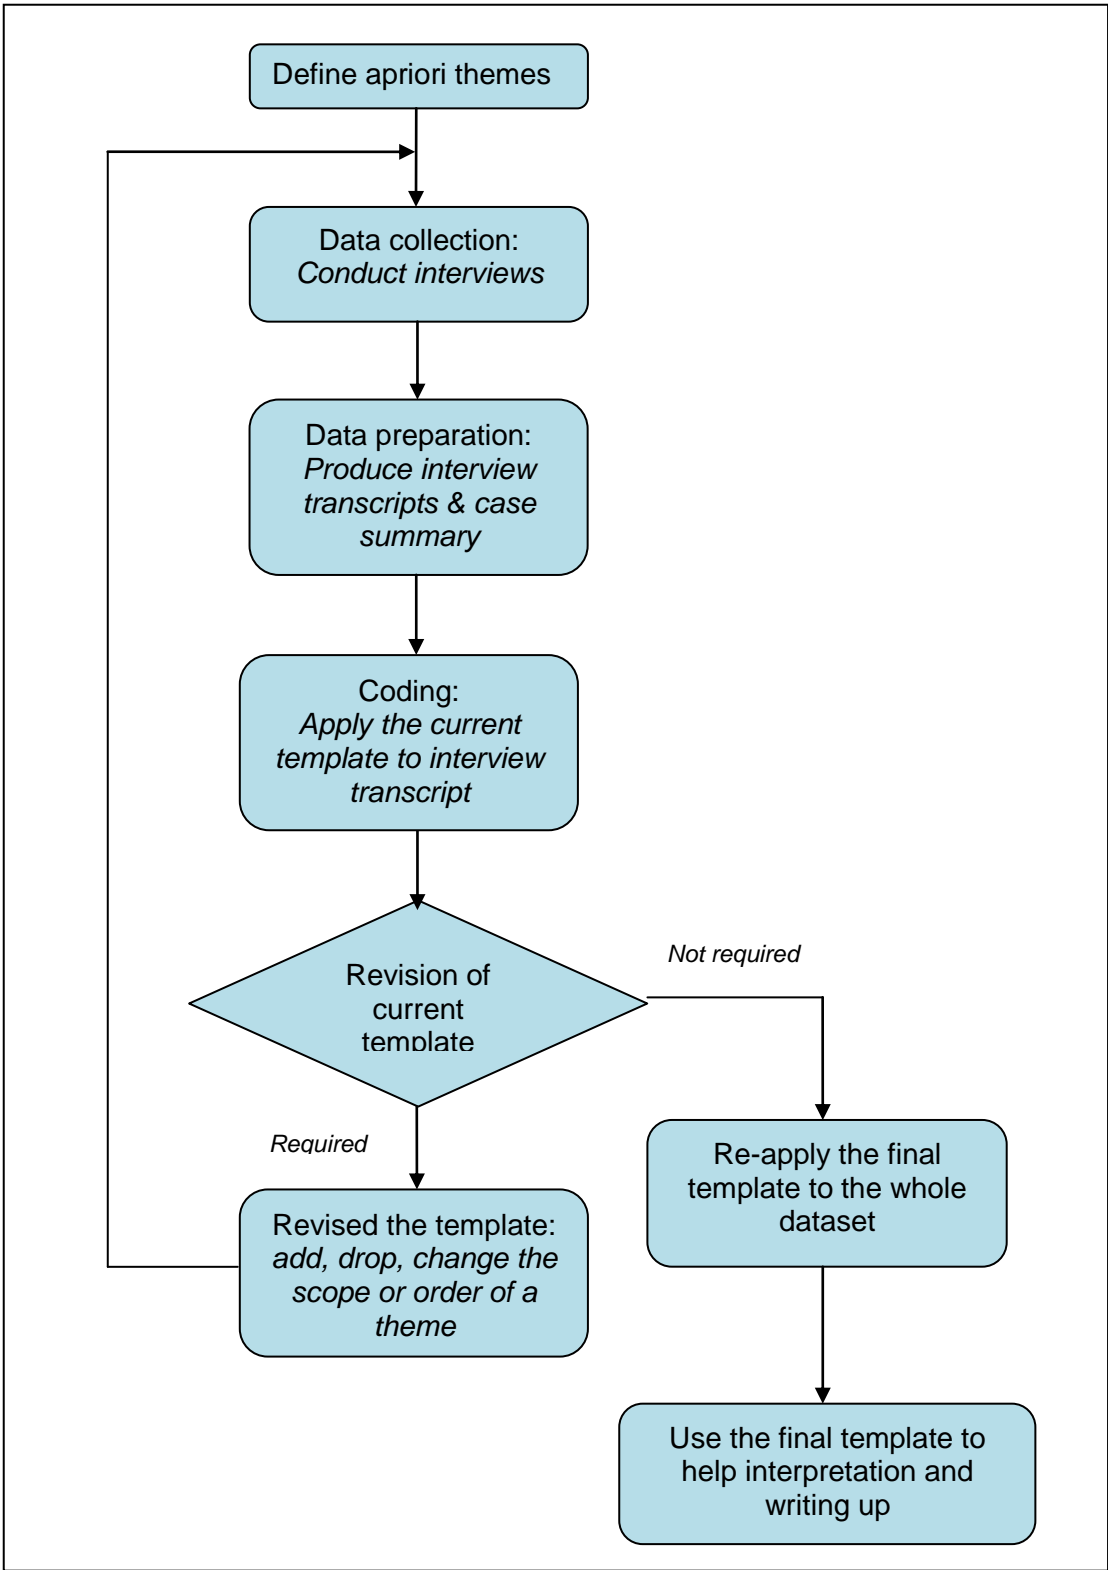 Define apriori themes
Data collection:
Conduct interviews
Data preparation:
Produce interview
transcripts & case
summary
Coding:
Apply the current
template to interview
transcript
Revision of
current
template
Not required
Required
Re-apply the final
template to the whole
dataset
Revised the template:
add, drop, change the
scope or order of a
theme
Use the final template to
help interpretation and
writing up